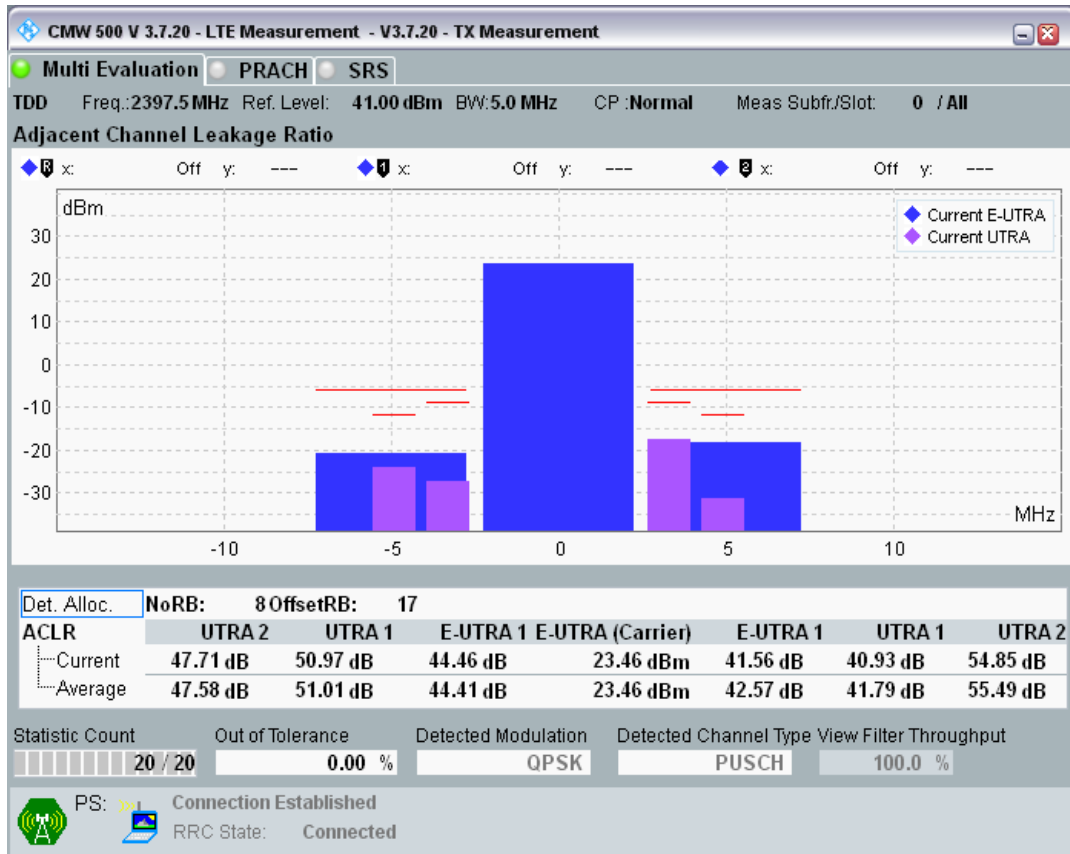 CMW 500 V 3.7.20 - LTE Measurement - V3.7.20 - TX Measurement
Multi Evaluation PRACH SRS
TDD Freq.:2397.5 MHz Ref. Level: 41.00 dBm BW:5.0 MHz CP :Normal Meas Subfr./Slot: 0 / All
Adjacent Channel Leakage Ratio
R x: Off y: --- 1 x: Off y: --- 2 x: Off y: ---
dBm
Current E-UTRA
Current UTRA
30
20
10
0
-10
-20
-30
MHz
-10 -5 0 5 10
Det. Alloc. NoRB: 8 OffsetRB: 17
ACLR UTRA 2 UTRA 1 E-UTRA 1 E-UTRA (Carrier) E-UTRA 1 UTRA 1 UTRA 2
Current 47.71 dB 50.97 dB 44.46 dB 23.46 dBm 41.56 dB 40.93 dB 54.85 dB
Average 47.58 dB 51.01 dB 44.41 dB 23.46 dBm 42.57 dB 41.79 dB 55.49 dB
Statistic Count Out of Tolerance Detected Modulation Detected Channel Type View Filter Throughput
20 / 20 0.00 % QPSK PUSCH 100.0 %
PS: Connection Established
RRC State: Connected